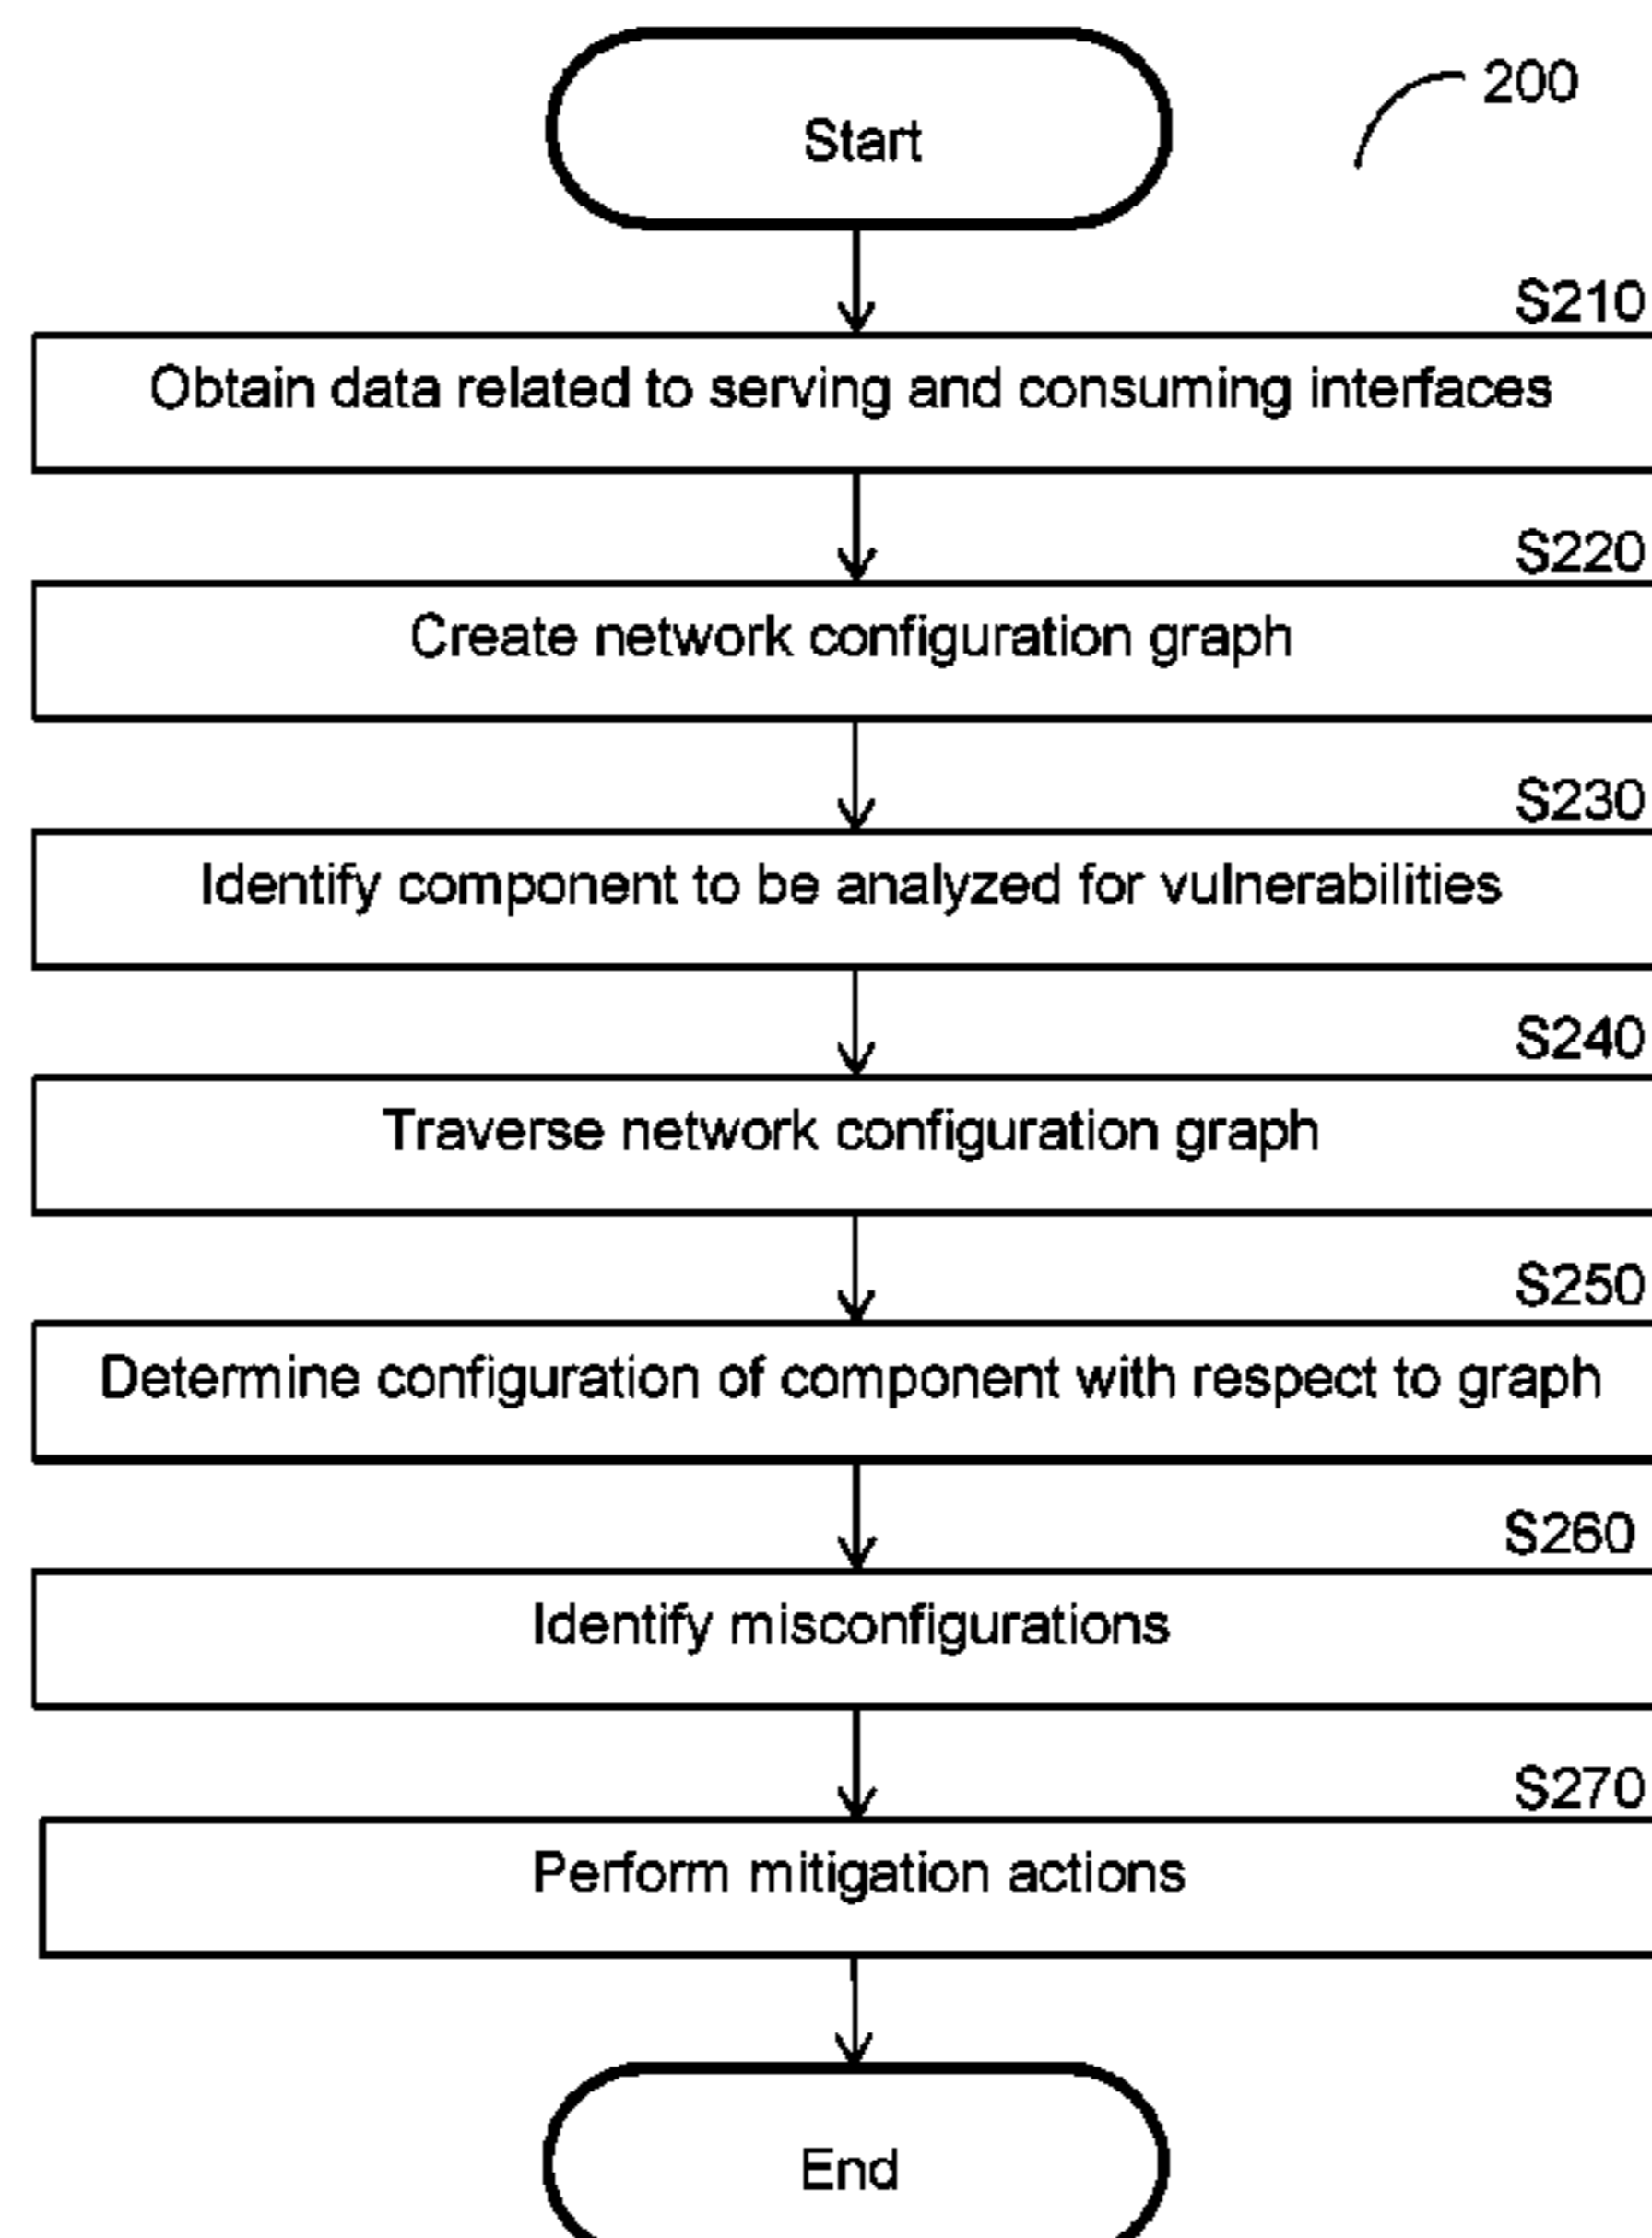 Start
200
S210
Obtain data related to serving and consuming interfaces
S220
Create network configuration graph
S230
Identify component to be analyzed for vulnerabilities
S240
Traverse network configuration graph
S250
Determine configuration of component with respect to graph
S260
Identify misconfigurations
S270
Perform mitigation actions
End